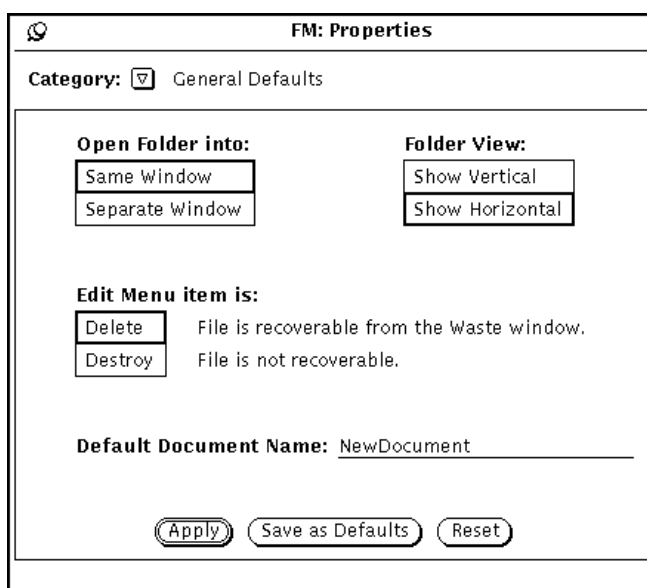 FM: Properties
Category: General Defaults
Open Folder into: Folder View:
Same Window Show Vertical
Separate Window Show Horizontal
Edit Menu item is:
Delete File is recoverable from the Waste window.
Destroy File is not recoverable.
Default Document Name: NewDocument
Apply Save as Defaults Reset